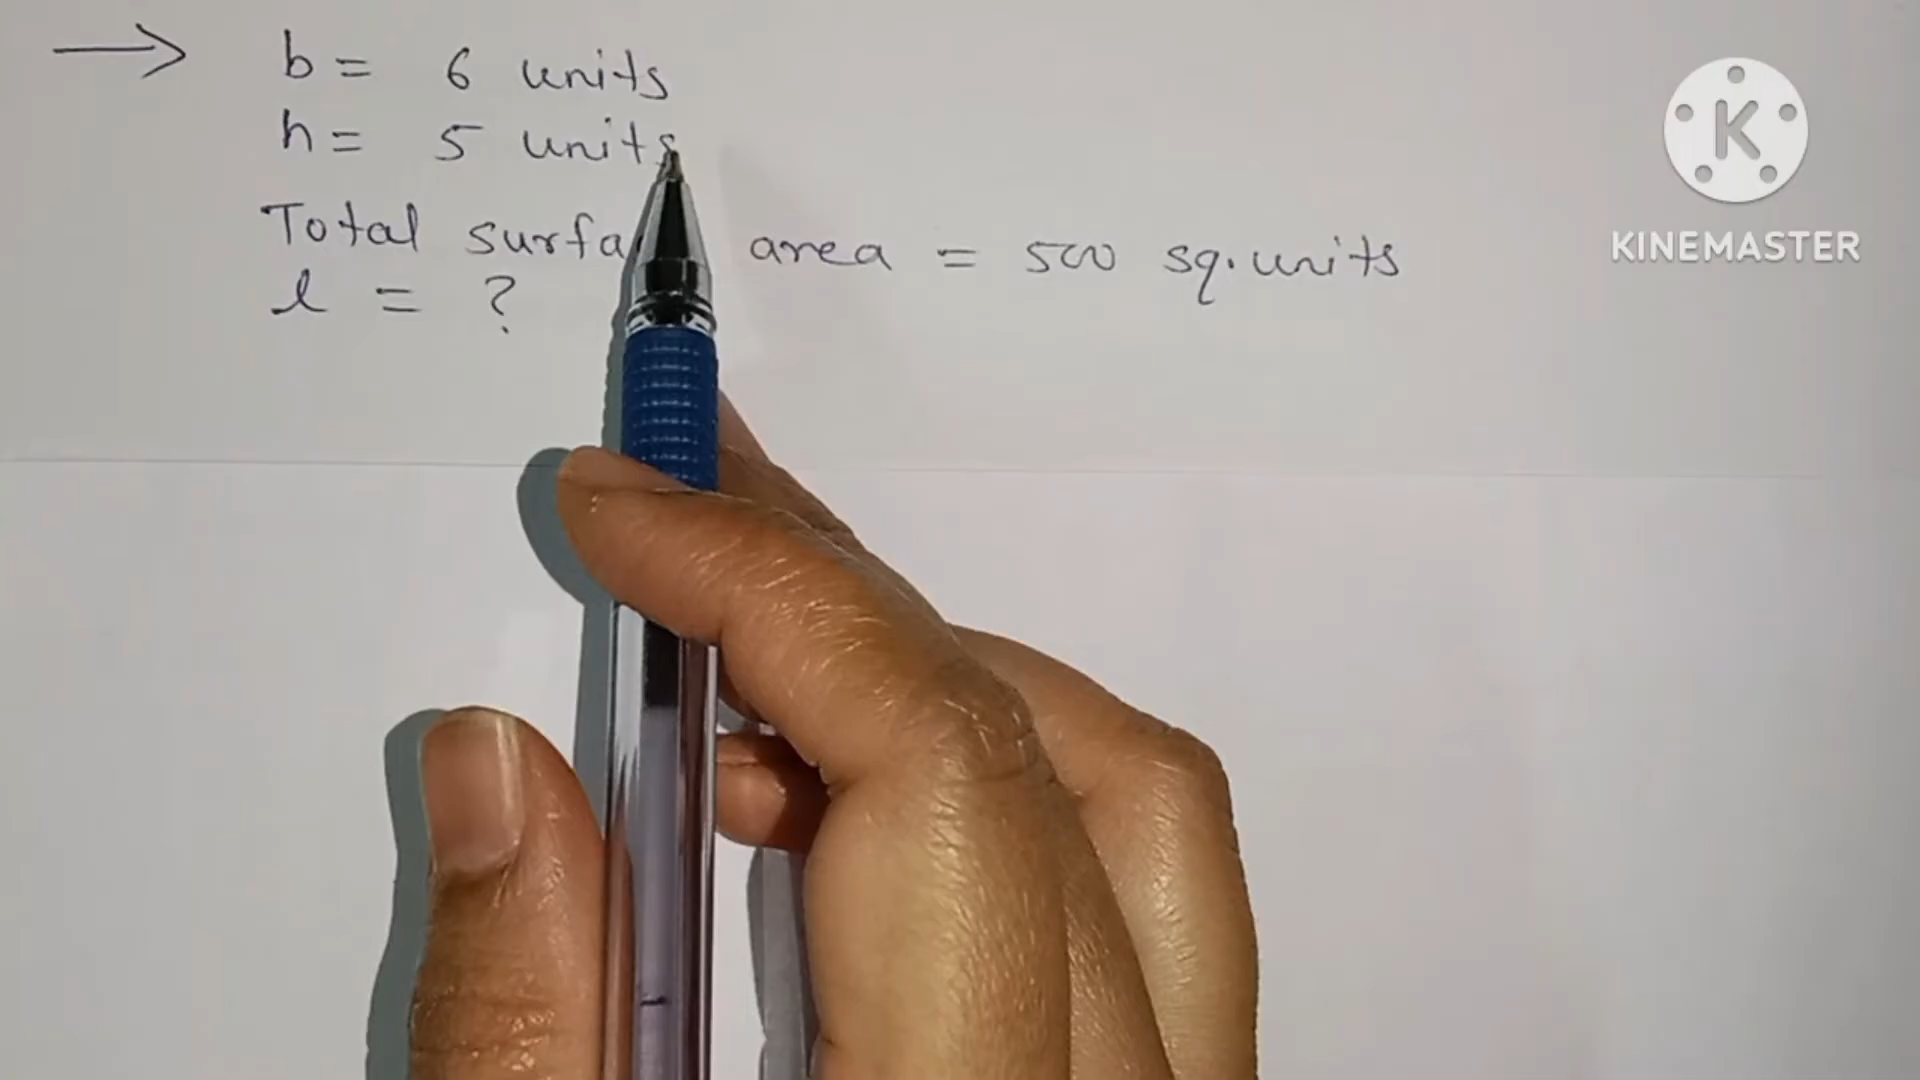 b = 6 units
h = 5 units
Total surfa area = 500 sq. units
l = ?
K
KINEMASTER